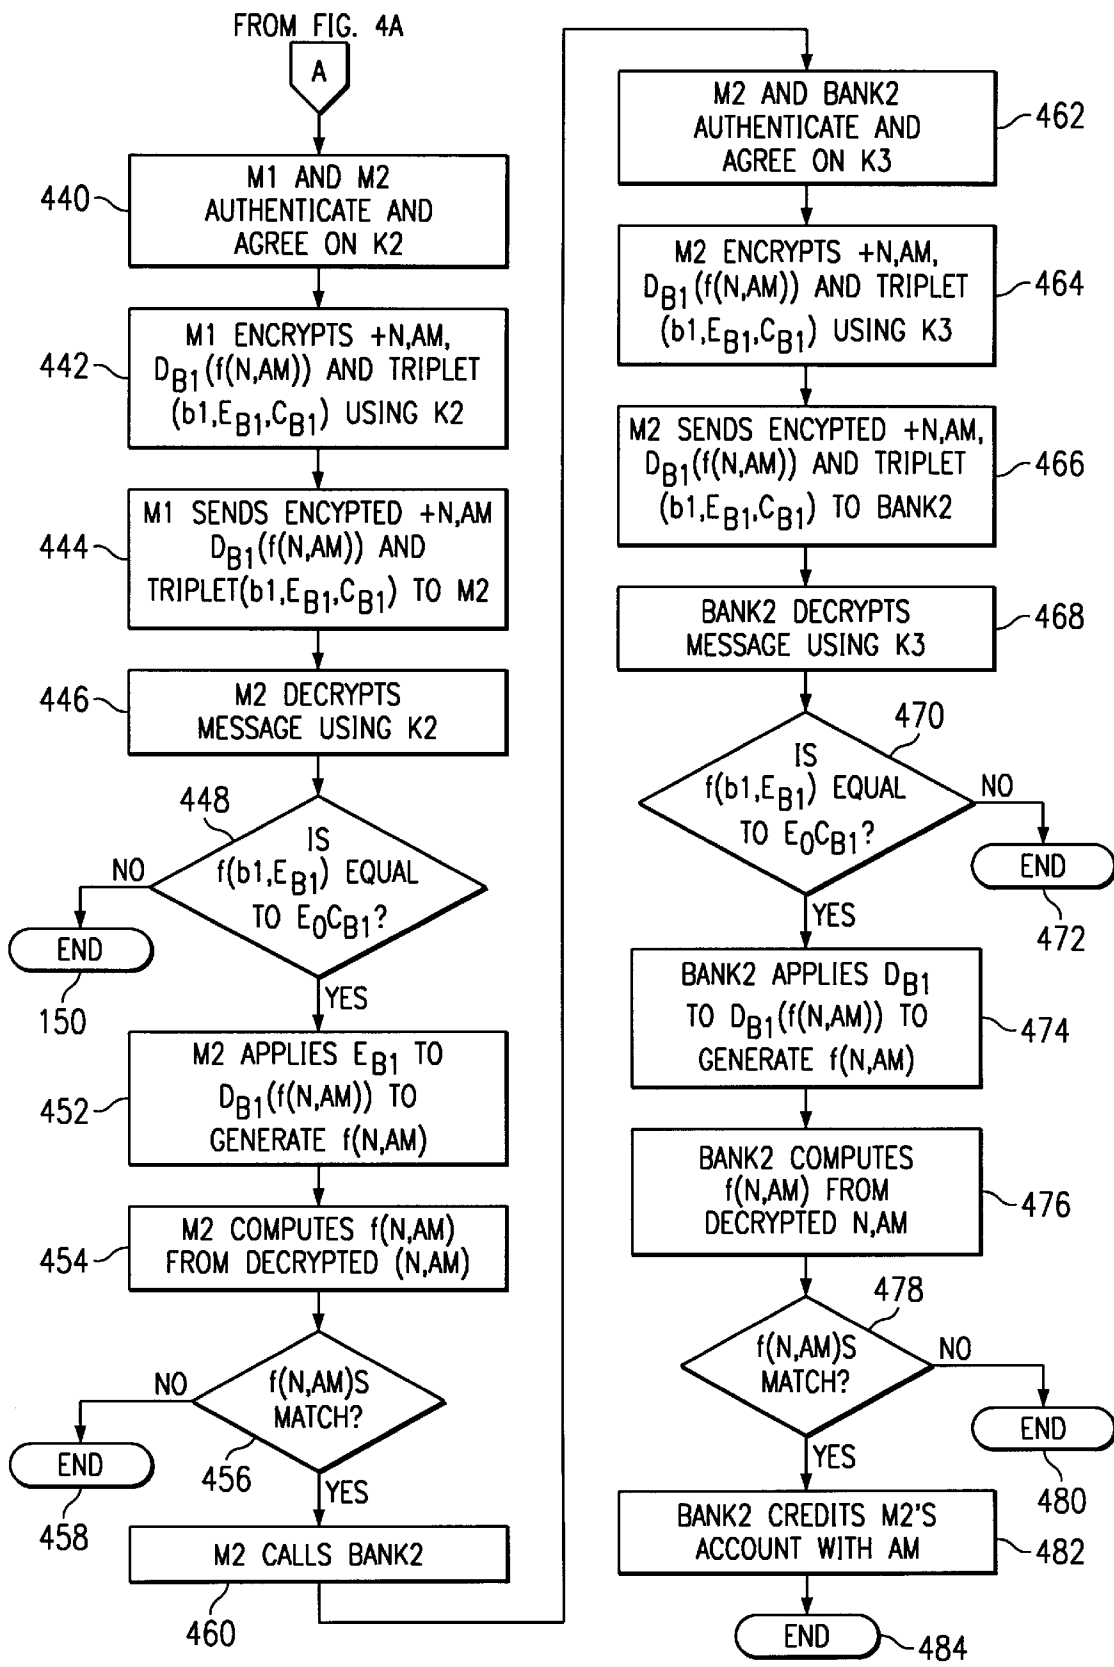 FROM FIG. 4A
A
440
M1 AND M2
AUTHENTICATE AND
AGREE ON K2
442
M1 ENCRYPTS +N,AM,
DB1(f(N,AM)) AND TRIPLET
(b1,EB1,CB1) USING K2
444
M1 SENDS ENCYPTED +N,AM
DB1(f(N,AM)) AND
TRIPLET(b1,EB1,CB1) TO M2
446
M2 DECRYPTS
MESSAGE USING K2
448
IS
f(b1,EB1) EQUAL
TO E0CB1?
NO
END
150
YES
452
M2 APPLIES EB1 TO
DB1(f(N,AM)) TO
GENERATE f(N,AM)
454
M2 COMPUTES f(N,AM)
FROM DECRYPTED (N,AM)
f(N,AM)S
MATCH?
456
NO
END
458
YES
M2 CALLS BANK2
460
M2 AND BANK2
AUTHENTICATE AND
AGREE ON K3
462
M2 ENCRYPTS +N,AM,
DB1(f(N,AM)) AND TRIPLET
(b1,EB1,CB1) USING K3
464
M2 SENDS ENCYPTED +N,AM,
DB1(f(N,AM)) AND TRIPLET
(b1,EB1,CB1) TO BANK2
466
BANK2 DECRYPTS
MESSAGE USING K3
468
470
IS
f(b1,EB1) EQUAL
TO E0CB1?
NO
END
472
YES
BANK2 APPLIES DB1
TO DB1(f(N,AM)) TO
GENERATE f(N,AM)
474
BANK2 COMPUTES
f(N,AM) FROM
DECRYPTED N,AM
476
478
f(N,AM)S
MATCH?
NO
END
480
YES
BANK2 CREDITS M2'S
ACCOUNT WITH AM
482
END
484